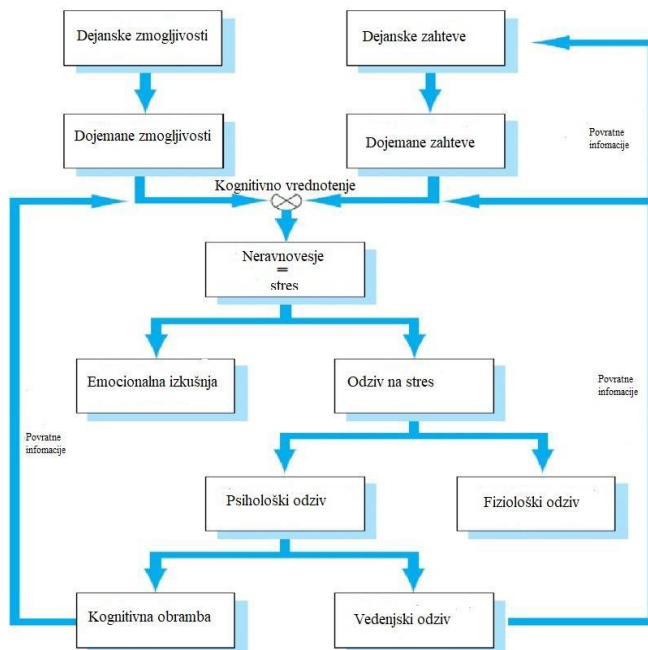 Dejanske zmogljivosti
Dejanske zahteve
Dojemane zmogljivosti
Dojemane zahteve
Povratne
infomacije
Kognitivno vrednotenje
Neravnovesje
=
stres
Emocionalna izkušnja
Odziv na stres
Povratne
infomacije
Povratne
infomacije
Psihološki odziv
Fiziološki odziv
Kognitivna obramba
Vedenjski odziv